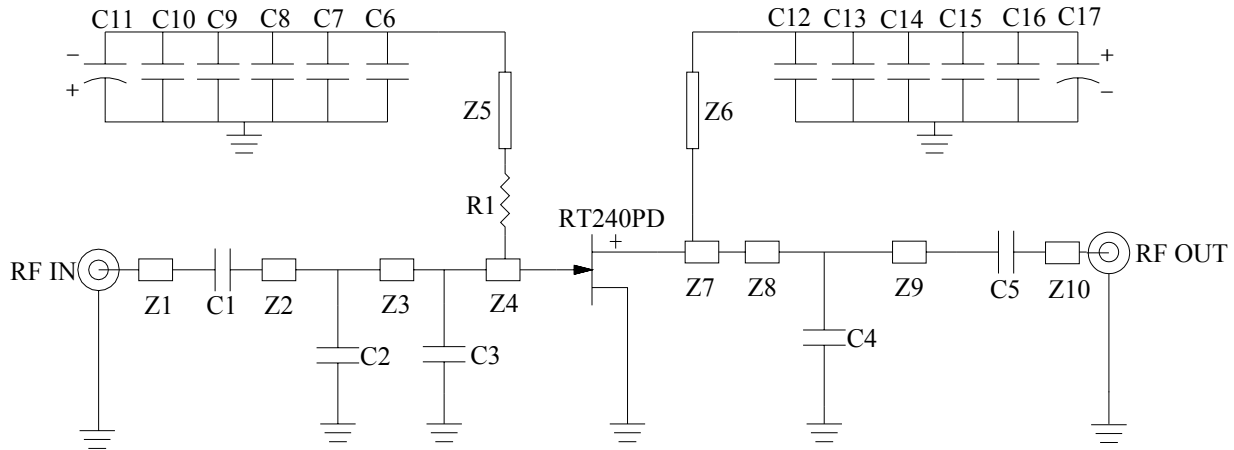 C11 C10 C9 C8 C7 C6
C12 C13 C14 C15 C16 C17
−
+
+
−
Z5
Z6
R1
RT240PD
+
RF IN
RF OUT
Z1 C1 Z2 Z3 Z4
Z7 Z8 Z9 C5 Z10
C2 C3
C4